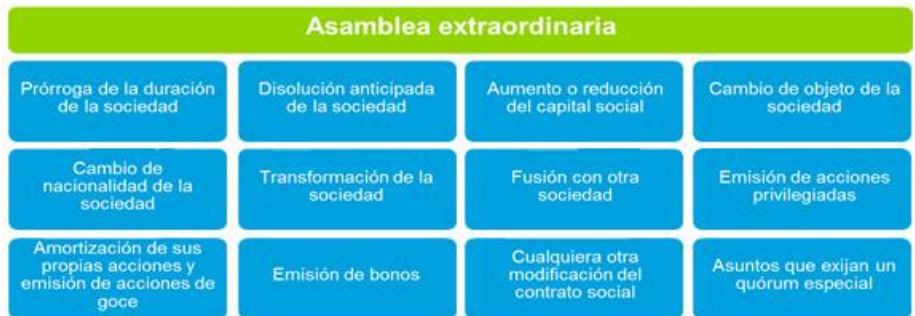 Asamblea extraordinaria
Prórroga de la duración
de la sociedad
Disolución anticipada
de la sociedad
Aumento o reducción
del capital social
Cambio de objeto de la
sociedad
Cambio de
nacionalidad de la
sociedad
Transformación de la
sociedad
Fusión con otra
sociedad
Emisión de acciones
privilegiadas
Amortización de sus
propias acciones y
emisión de acciones de
goce
Emisión de bonos
Cualquiera otra
modificación del
contrato social
Asuntos que exijan un
quórum especial